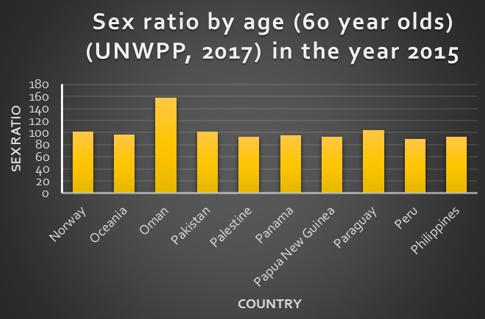 Sex ratio by age (60 year olds)
(UNWPP, 2017) in the year 2015
SEX RATIO
180
160
140
120
100
80
60
40
20
0
Norway
Oceania
Oman
Pakistan
Palestine
Panama
Papua New Guinea
Paraguay
Peru
Philippines
COUNTRY